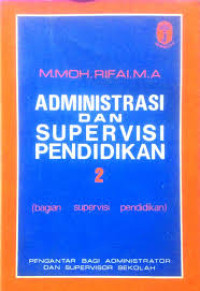 M.MOH.RIFAI.M.A
ADMINISTRASI
DAN
SUPERVISI
PENDIDIKAN
2
(bagian supervisi pendidikan)
PENGANTAR BAGI ADMINISTRATOR
DAN SUPERVISOR SEKOLAH